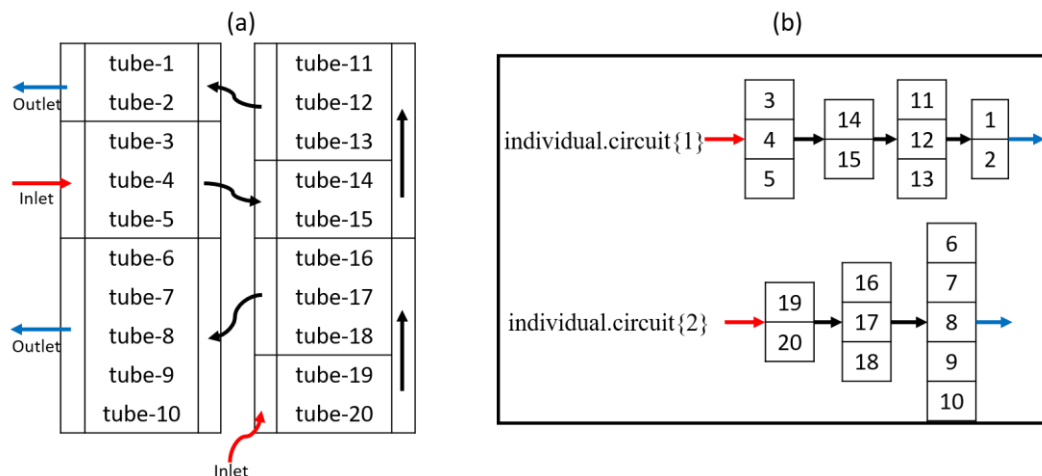 (a)
tube-1
tube-2
tube-3
tube-4
tube-5
tube-6
tube-7
tube-8
tube-9
tube-10
Outlet
Inlet
Outlet
tube-11
tube-12
tube-13
tube-14
tube-15
tube-16
tube-17
tube-18
tube-19
tube-20
Inlet
(b)
individual.circuit{1}
3
4
5
14
15
11
12
13
1
2
individual.circuit{2}
19
20
16
17
18
6
7
8
9
10